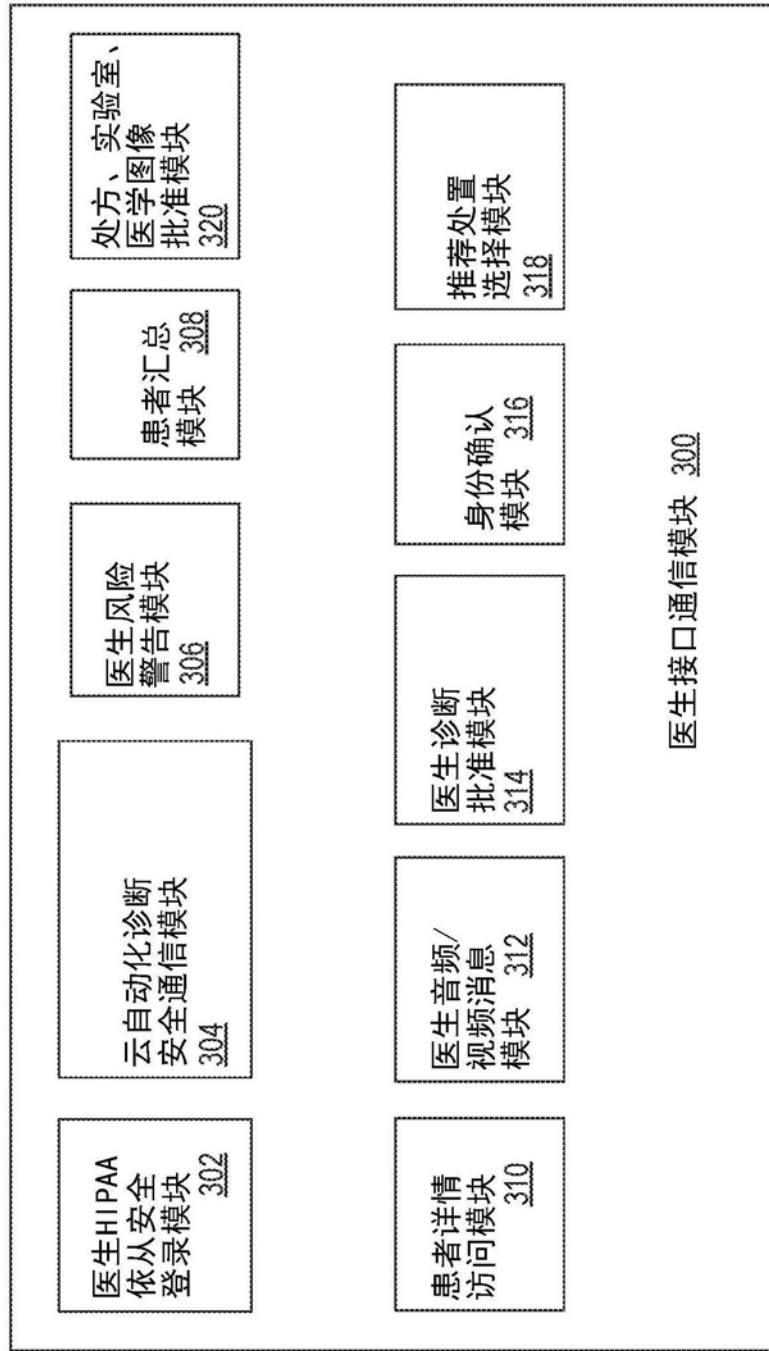 医生HIPAA
依从安全
登录模块
302
云自动化诊断
安全通信模块
304
医生风险
警告模块
306
患者汇总
模块 308
处方、实验室、
医学图像
批准模块
320
患者详情
访问模块
310
医生音频/
视频消息
模块 312
医生诊断
批准模块
314
身份确认
模块 316
推荐处置
选择模块
318
医生接口通信模块 300